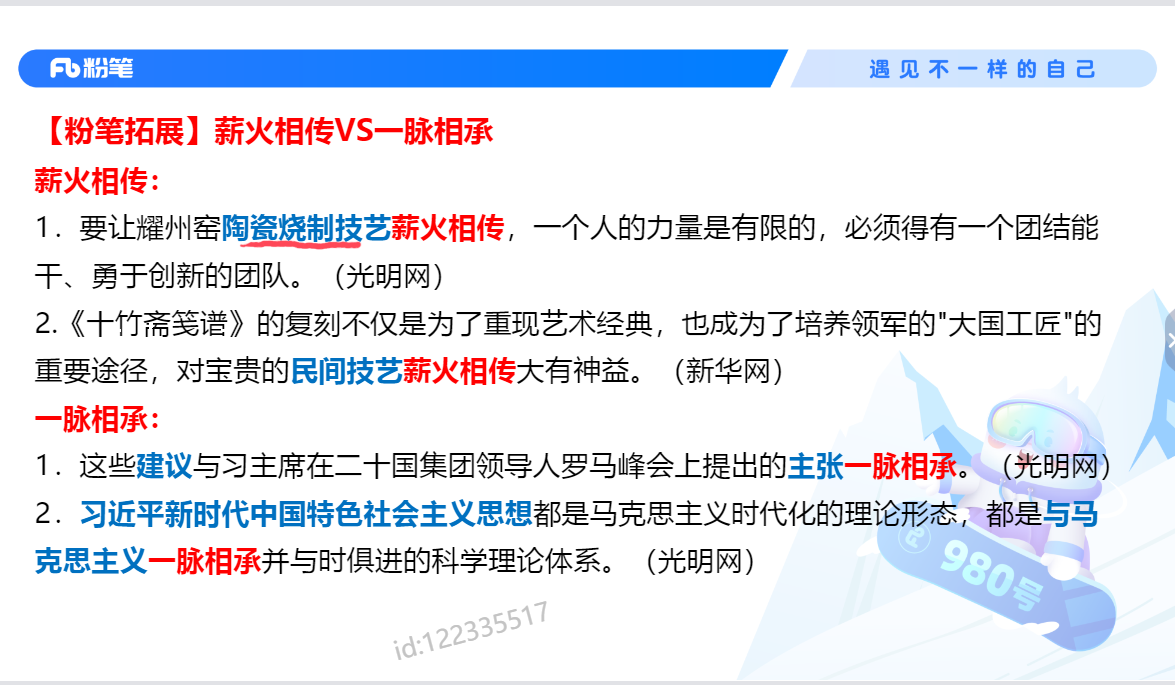 粉笔
遇见不一样的自己
【粉笔拓展】薪火相传VS一脉相承
薪火相传：
1．要让耀州窑陶瓷烧制技艺薪火相传，一个人的力量是有限的，必须得有一个团结能
干、勇于创新的团队。（光明网）
2.《十竹斋笺谱》的复刻不仅是为了重现艺术经典，也成为了培养领军的"大国工匠"的
重要途径，对宝贵的民间技艺薪火相传大有神益。（新华网）
一脉相承：
1．这些建议与习主席在二十国集团领导人罗马峰会上提出的主张一脉相承。（光明网）
2．习近平新时代中国特色社会主义思想都是马克思主义时代化的理论形态，都是与马
克思主义一脉相承并与时俱进的科学理论体系。（光明网）
980号
id:122335517